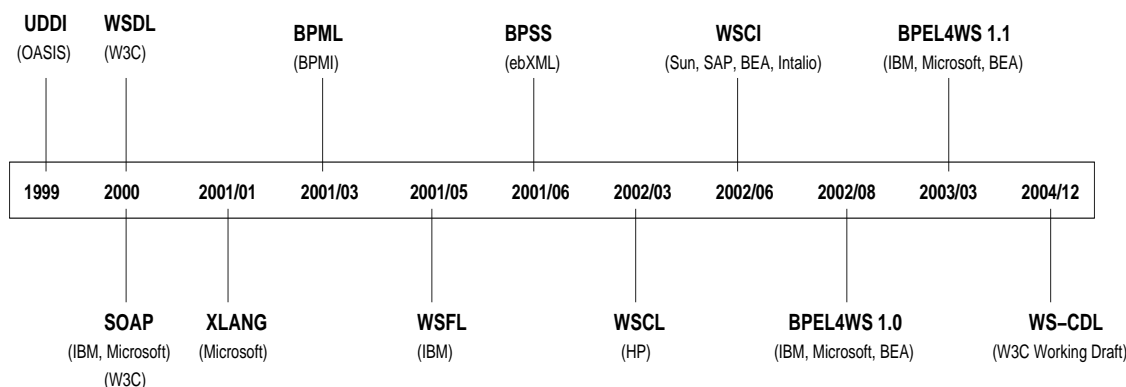 UDDI
(OASIS)
WSDL
(W3C)
BPML
(BPMI)
BPSS
(ebXML)
WSCI
(Sun, SAP, BEA, Intalio)
BPEL4WS 1.1
(IBM, Microsoft, BEA)
1999 2000 2001/01 2001/03 2001/05 2001/06 2002/03 2002/06 2002/08 2003/03 2004/12
SOAP
(IBM, Microsoft)
(W3C)
XLANG
(Microsoft)
WSFL
(IBM)
WSCL
(HP)
BPEL4WS 1.0
(IBM, Microsoft, BEA)
WS–CDL
(W3C Working Draft)